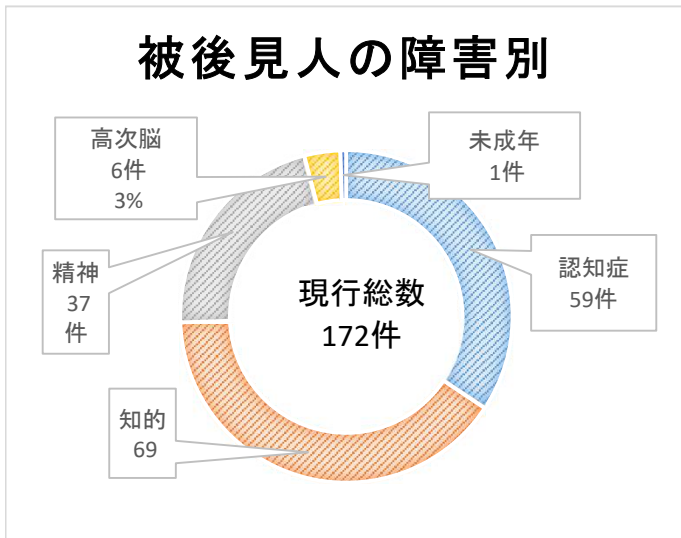 被後見人の障害別
高次脳
6件
3%
未成年
1件
精神
37
件
現行総数
172件
認知症
59件
知的
69